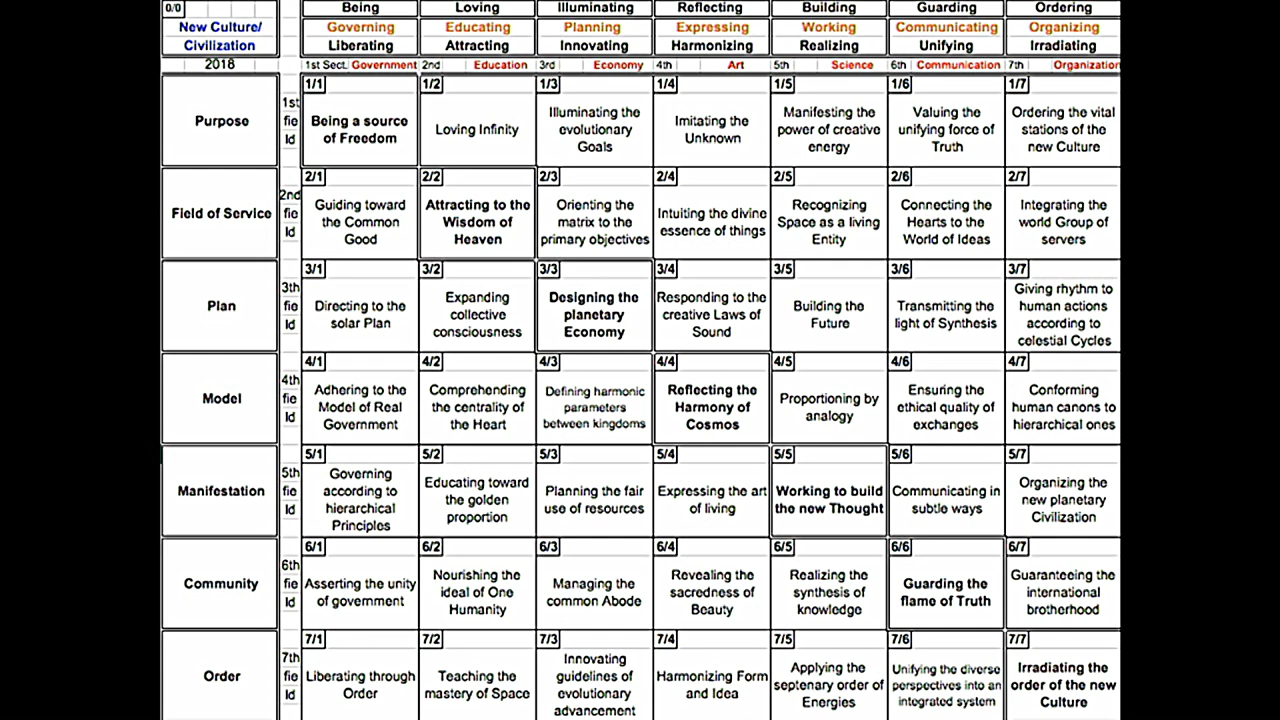 0/0 Being Loving Illuminating Reflecting Building Guarding Ordering
New Culture/ Governing Educating Planning Expressing Working Communicating Organizing
Civilization Liberating Attracting Innovating Harmonizing Realizing Unifying Irradiating
2018 1st Sect. Government 2nd Education 3rd Economy 4th Art 5th Science 6th Communication 7th Organization
Purpose
1st
fie
ld
1/1
Being a source
of Freedom
1/2
Loving Infinity
1/3
Illuminating the
evolutionary
Goals
1/4
Imitating the
Unknown
1/5
Manifesting the
power of creative
energy
1/6
Valuing the
unifying force of
Truth
1/7
Ordering the vital
stations of the
new Culture
Field of Service
2nd
fie
ld
2/1
Guiding toward
the Common
Good
2/2
Attracting to the
Wisdom of
Heaven
2/3
Orienting the
matrix to the
primary objectives
2/4
Intuiting the divine
essence of things
2/5
Recognizing
Space as a living
Entity
2/6
Connecting the
Hearts to the
World of Ideas
2/7
Integrating the
world Group of
servers
Plan
3th
fie
ld
3/1
Directing to the
solar Plan
3/2
Expanding
collective
consciousness
3/3
Designing the
planetary
Economy
3/4
Responding to the
creative Laws of
Sound
3/5
Building the
Future
3/6
Transmitting the
light of Synthesis
3/7
Giving rhythm to
human actions
according to
celestial Cycles
Model
4th
fie
ld
4/1
Adhering to the
Model of Real
Government
4/2
Comprehending
the centrality of
the Heart
4/3
Defining harmonic
parameters
between kingdoms
4/4
Reflecting the
Harmony of
Cosmos
4/5
Proportioning by
analogy
4/6
Ensuring the
ethical quality of
exchanges
4/7
Conforming
human canons to
hierarchical ones
Manifestation
5th
fie
ld
5/1
Governing
according to
hierarchical
Principles
5/2
Educating toward
the golden
proportion
5/3
Planning the fair
use of resources
5/4
Expressing the art
of living
5/5
Working to build
the new Thought
5/6
Communicating in
subtle ways
5/7
Organizing the
new planetary
Civilization
Community
6th
fie
ld
6/1
Asserting the unity
of government
6/2
Nourishing the
ideal of One
Humanity
6/3
Managing the
common Abode
6/4
Revealing the
sacredness of
Beauty
6/5
Realizing the
synthesis of
knowledge
6/6
Guarding the
flame of Truth
6/7
Guaranteeing the
international
brotherhood
Order
7th
fie
ld
7/1
Liberating through
Order
7/2
Teaching the
mastery of Space
7/3
Innovating
guidelines of
evolutionary
advancement
7/4
Harmonizing Form
and Idea
7/5
Applying the
septenary order of
Energies
7/6
Unifying the diverse
perspectives into an
integrated system
7/7
Irradiating the
order of the new
Culture